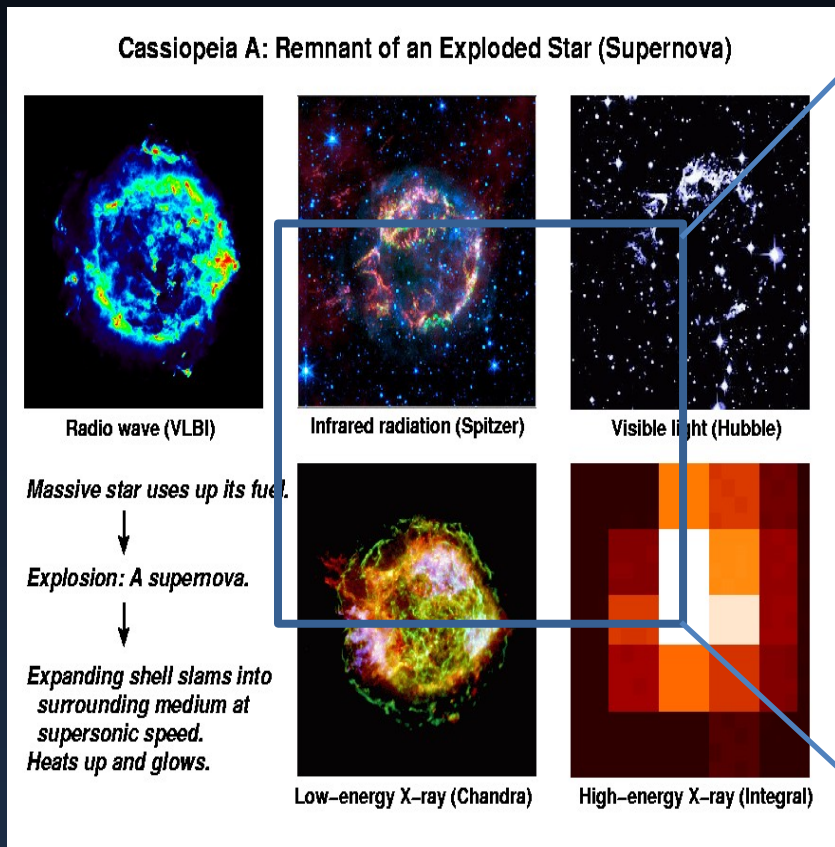 Cassiopeia A: Remnant of an Exploded Star (Supernova)
Radio wave (VLBI)
Infrared radiation (Spitzer)
Visible light (Hubble)
Massive star uses up its fuel.
Explosion: A supernova.
Expanding shell slams into
surrounding medium at
supersonic speed.
Heats up and glows.
Low-energy X-ray (Chandra)
High-energy X-ray (Integral)